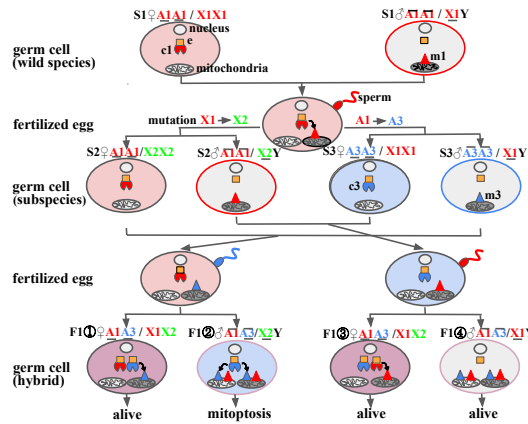 S1♀A1A1/X1X1
S1♂A1A1/X1Y
nucleus
e
c1
mitochondria
m1
germ cell
(wild species)
sperm
mutation X1→X2
A1→A3
fertilized egg
S2♀A1A1/X2X2
S2♂A1A1/X2Y
S3♀A3A3/X1X1
S3♂A3A3/X1Y
c3
m3
germ cell
(subspecies)
fertilized egg
F1①♀A1A3/X1X2
F1②♂A1A3/X2Y
F1③♀A1A3/X1X2
F1④♂A1A3/X1Y
germ cell
(hybrid)
alive
mitoptosis
alive
alive